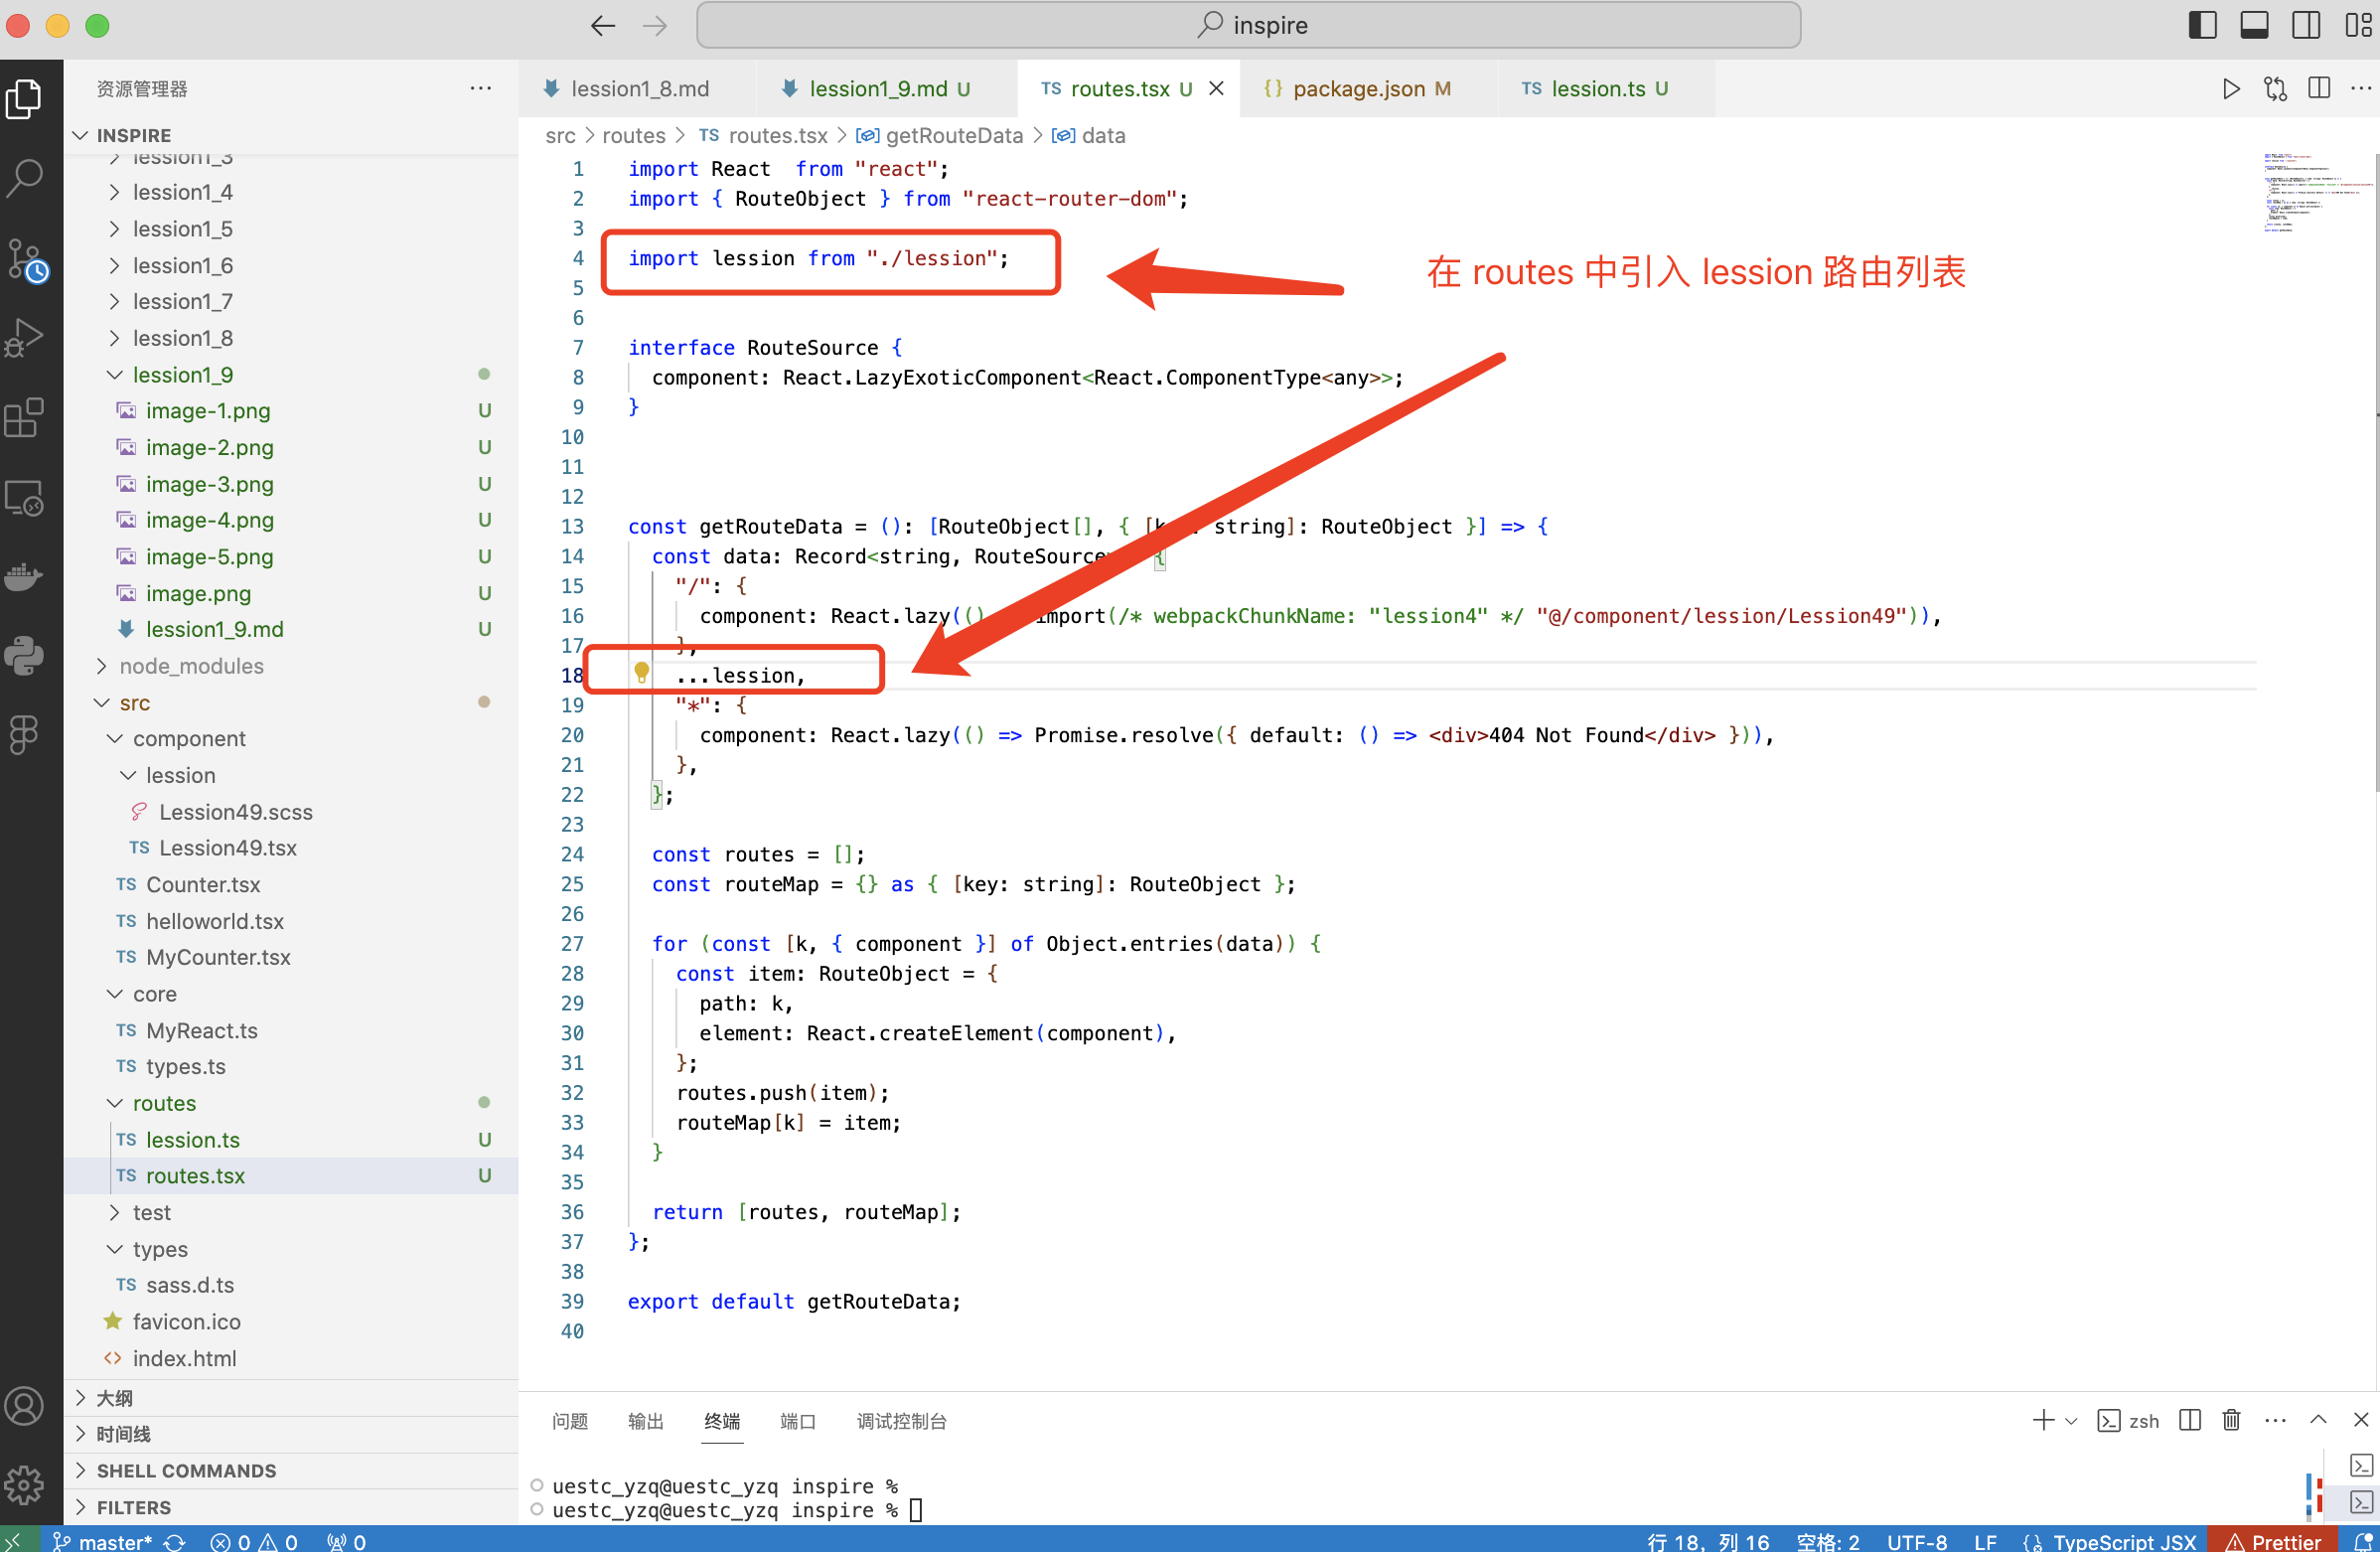 inspire
资源管理器
INSPIRE
lession1_3
lession1_4
lession1_5
lession1_6
lession1_7
lession1_8
lession1_9
image-1.png U
image-2.png U
image-3.png U
image-4.png U
image-5.png U
image.png U
lession1_9.md U
node_modules
src
component
lession
Lession49.scss
TS Lession49.tsx
TS Counter.tsx
TS helloworld.tsx
TS MyCounter.tsx
core
TS MyReact.ts
TS types.ts
routes
TS lession.ts U
TS routes.tsx U
test
types
TS sass.d.ts
favicon.ico
index.html
大纲
时间线
SHELL COMMANDS
FILTERS
lession1_8.md lession1_9.md U TS routes.tsx U {} package.json M TS lession.ts U
src > routes > TS routes.tsx > getRouteData > data
1 import React  from "react";
2 import { RouteObject } from "react-router-dom";
3
4 import lession from "./lession";
5
6
7 interface RouteSource {
8   component: React.LazyExoticComponent<React.ComponentType<any>>;
9 }
10
11
12
13 const getRouteData = (): [RouteObject[], { [k string]: RouteObject }] => {
14   const data: Record<string, RouteSource {
15     "/": {
16       component: React.lazy(() import(/* webpackChunkName: "lession4" */ "@/component/lession/Lession49")),
17     },
18     ...lession,
19     "*": {
20       component: React.lazy(() => Promise.resolve({ default: () => <div>404 Not Found</div> })),
21     },
22   };
23
24   const routes = [];
25   const routeMap = {} as { [key: string]: RouteObject };
26
27   for (const [k, { component }] of Object.entries(data)) {
28     const item: RouteObject = {
29       path: k,
30       element: React.createElement(component),
31     };
32     routes.push(item);
33     routeMap[k] = item;
34   }
35
36   return [routes, routeMap];
37 };
38
39 export default getRouteData;
40
在 routes 中引入 lession 路由列表
问题 输出 终端 端口 调试控制台 zsh
uestc_yzq@uestc_yzq inspire %
uestc_yzq@uestc_yzq inspire %
master* 0 0 0 行 18，列 16 空格: 2 UTF-8 LF TypeScript JSX Prettier